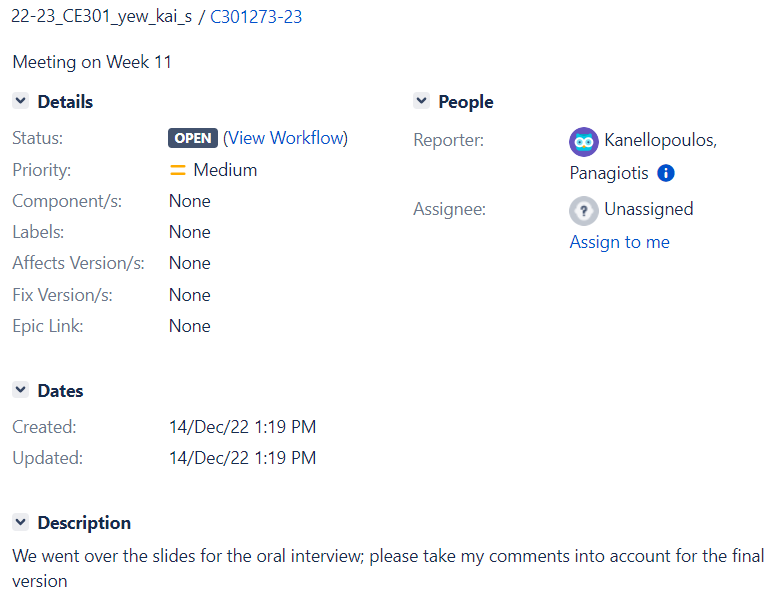 22-23_CE301_yew_kai_s / C301273-23
Meeting on Week 11
Details
Status: OPEN (View Workflow)
Priority: Medium
Component/s: None
Labels: None
Affects Version/s: None
Fix Version/s: None
Epic Link: None
People
Reporter: Kanellopoulos,
Panagiotis
Assignee: Unassigned
Assign to me
Dates
Created: 14/Dec/22 1:19 PM
Updated: 14/Dec/22 1:19 PM
Description
We went over the slides for the oral interview; please take my comments into account for the final
version